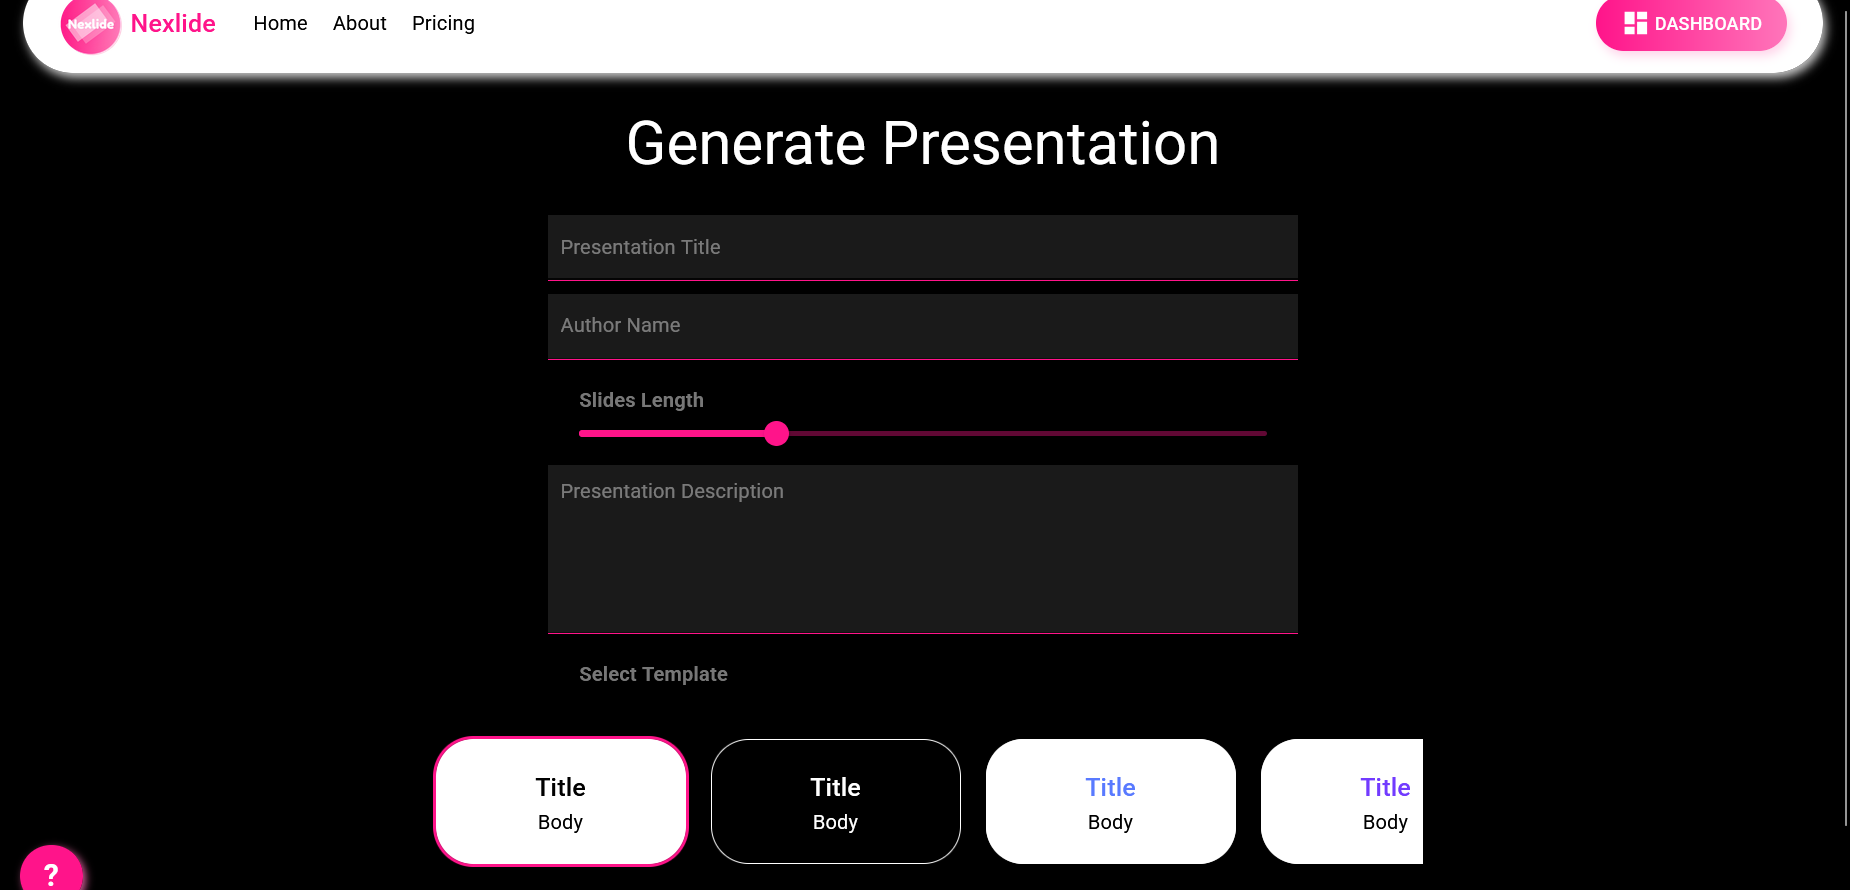 Nexlide Nexlide Home About Pricing DASHBOARD
Generate Presentation
Presentation Title
Author Name
Slides Length
Presentation Description
Select Template
Title Title Title Title
Body Body Body Body
?